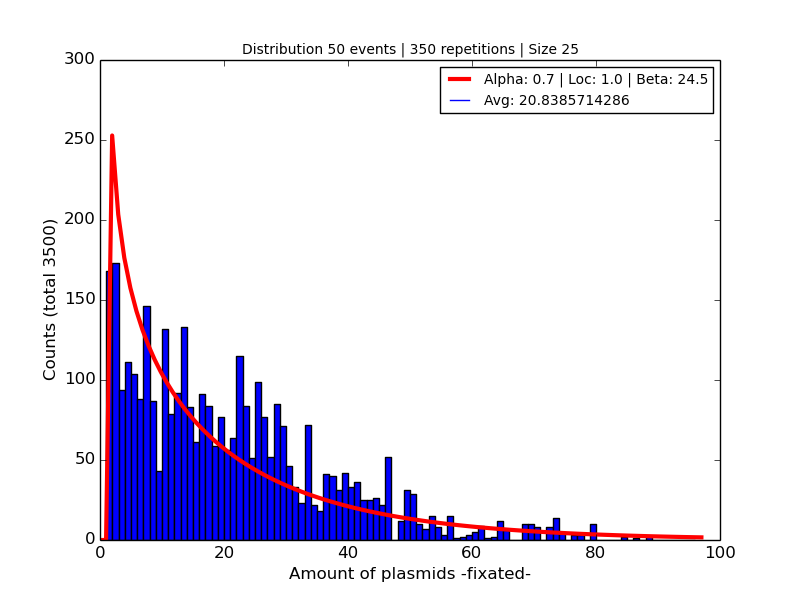 Distribution 50 events | 350 repetitions | Size 25
300
Alpha: 0.7 | Loc: 1.0 | Beta: 24.5
Avg: 20.8385714286
250
200
150
100
50
0
Counts (total 3500)
0 20 40 60 80 100
Amount of plasmids -fixated-